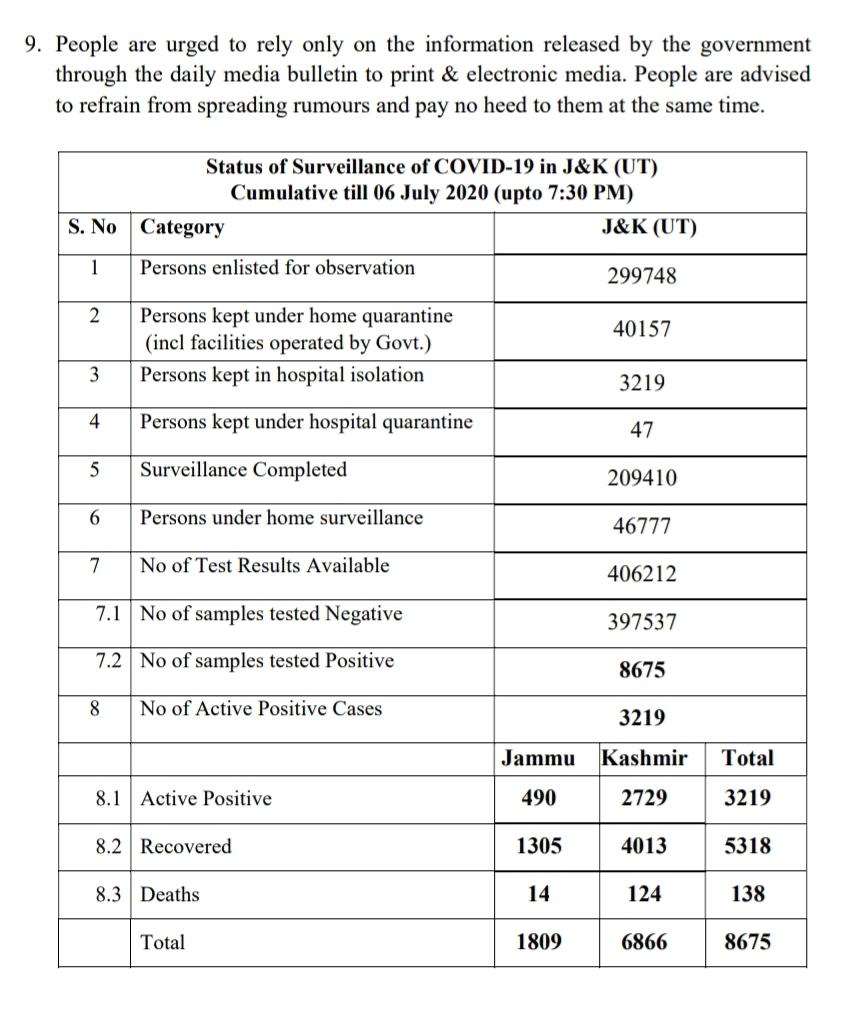 9. People are urged to rely only on the information released by the government
through the daily media bulletin to print & electronic media. People are advised
to refrain from spreading rumours and pay no heed to them at the same time.
Status of Surveillance of COVID-19 in J&K (UT)
Cumulative till 06 July 2020 (upto 7:30 PM)
S. No Category J&K (UT)
1 Persons enlisted for observation 299748
2 Persons kept under home quarantine
(incl facilities operated by Govt.) 40157
3 Persons kept in hospital isolation 3219
4 Persons kept under hospital quarantine 47
5 Surveillance Completed 209410
6 Persons under home surveillance 46777
7 No of Test Results Available 406212
7.1 No of samples tested Negative 397537
7.2 No of samples tested Positive 8675
8 No of Active Positive Cases 3219
Jammu Kashmir Total
8.1 Active Positive 490 2729 3219
8.2 Recovered 1305 4013 5318
8.3 Deaths 14 124 138
Total 1809 6866 8675